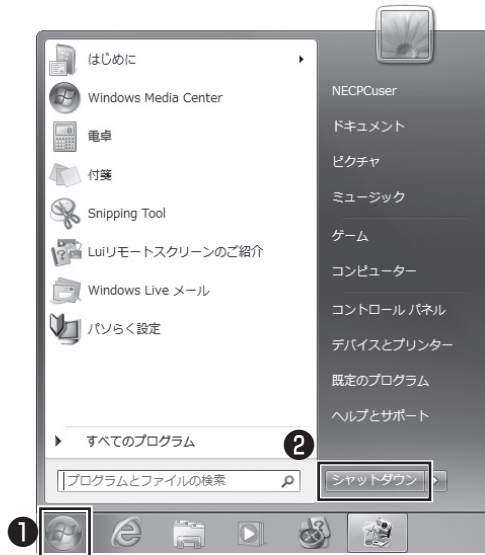 はじめに
Windows Media Center
電卓
付箋
Snipping Tool
Luiリモートスクリーンのご紹介
Windows Live メール
パソらく設定
すべてのプログラム
プログラムとファイルの検索
NECPCuser
ドキュメント
ピクチャ
ミュージック
ゲーム
コンピューター
コントロール パネル
デバイスとプリンター
既定のプログラム
ヘルプとサポート
❷
シャットダウン
❶